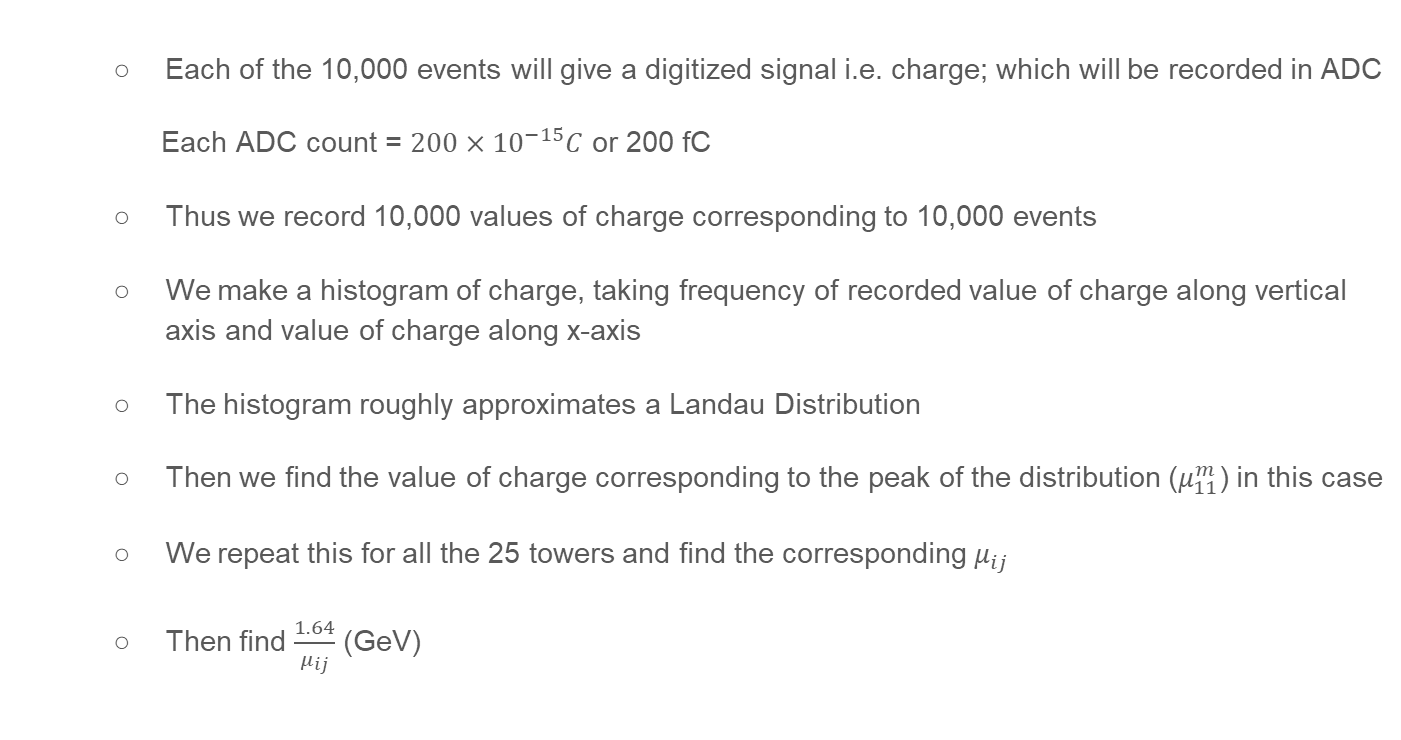 ○ Each of the 10,000 events will give a digitized signal i.e. charge; which will be recorded in ADC
Each ADC count = 200 × 10⁻¹⁵C or 200 fC
○ Thus we record 10,000 values of charge corresponding to 10,000 events
○ We make a histogram of charge, taking frequency of recorded value of charge along vertical
axis and value of charge along x-axis
○ The histogram roughly approximates a Landau Distribution
○ Then we find the value of charge corresponding to the peak of the distribution (𝜇₁₁ᵐ) in this case
○ We repeat this for all the 25 towers and find the corresponding 𝜇ᵢⱼ
○ Then find 1.64/𝜇ᵢⱼ (GeV)